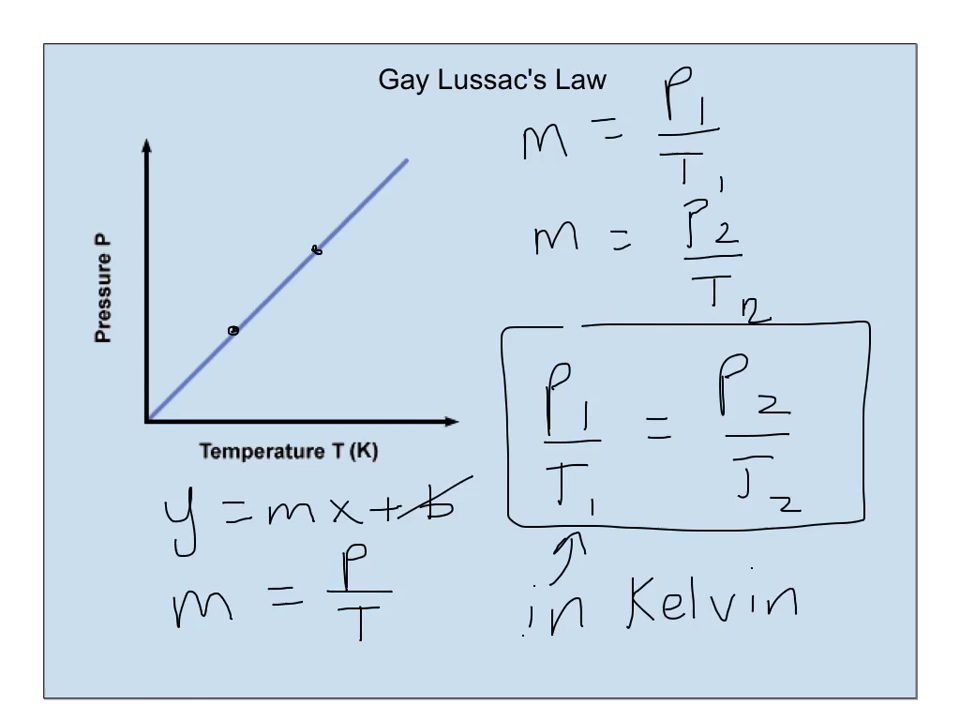 Gay Lussac's Law
m = P1/T1
m = P2/T2
Pressure P
Temperature T (K)
P1/T1 = P2/T2
y = mx + b
m = P/T
in Kelvin